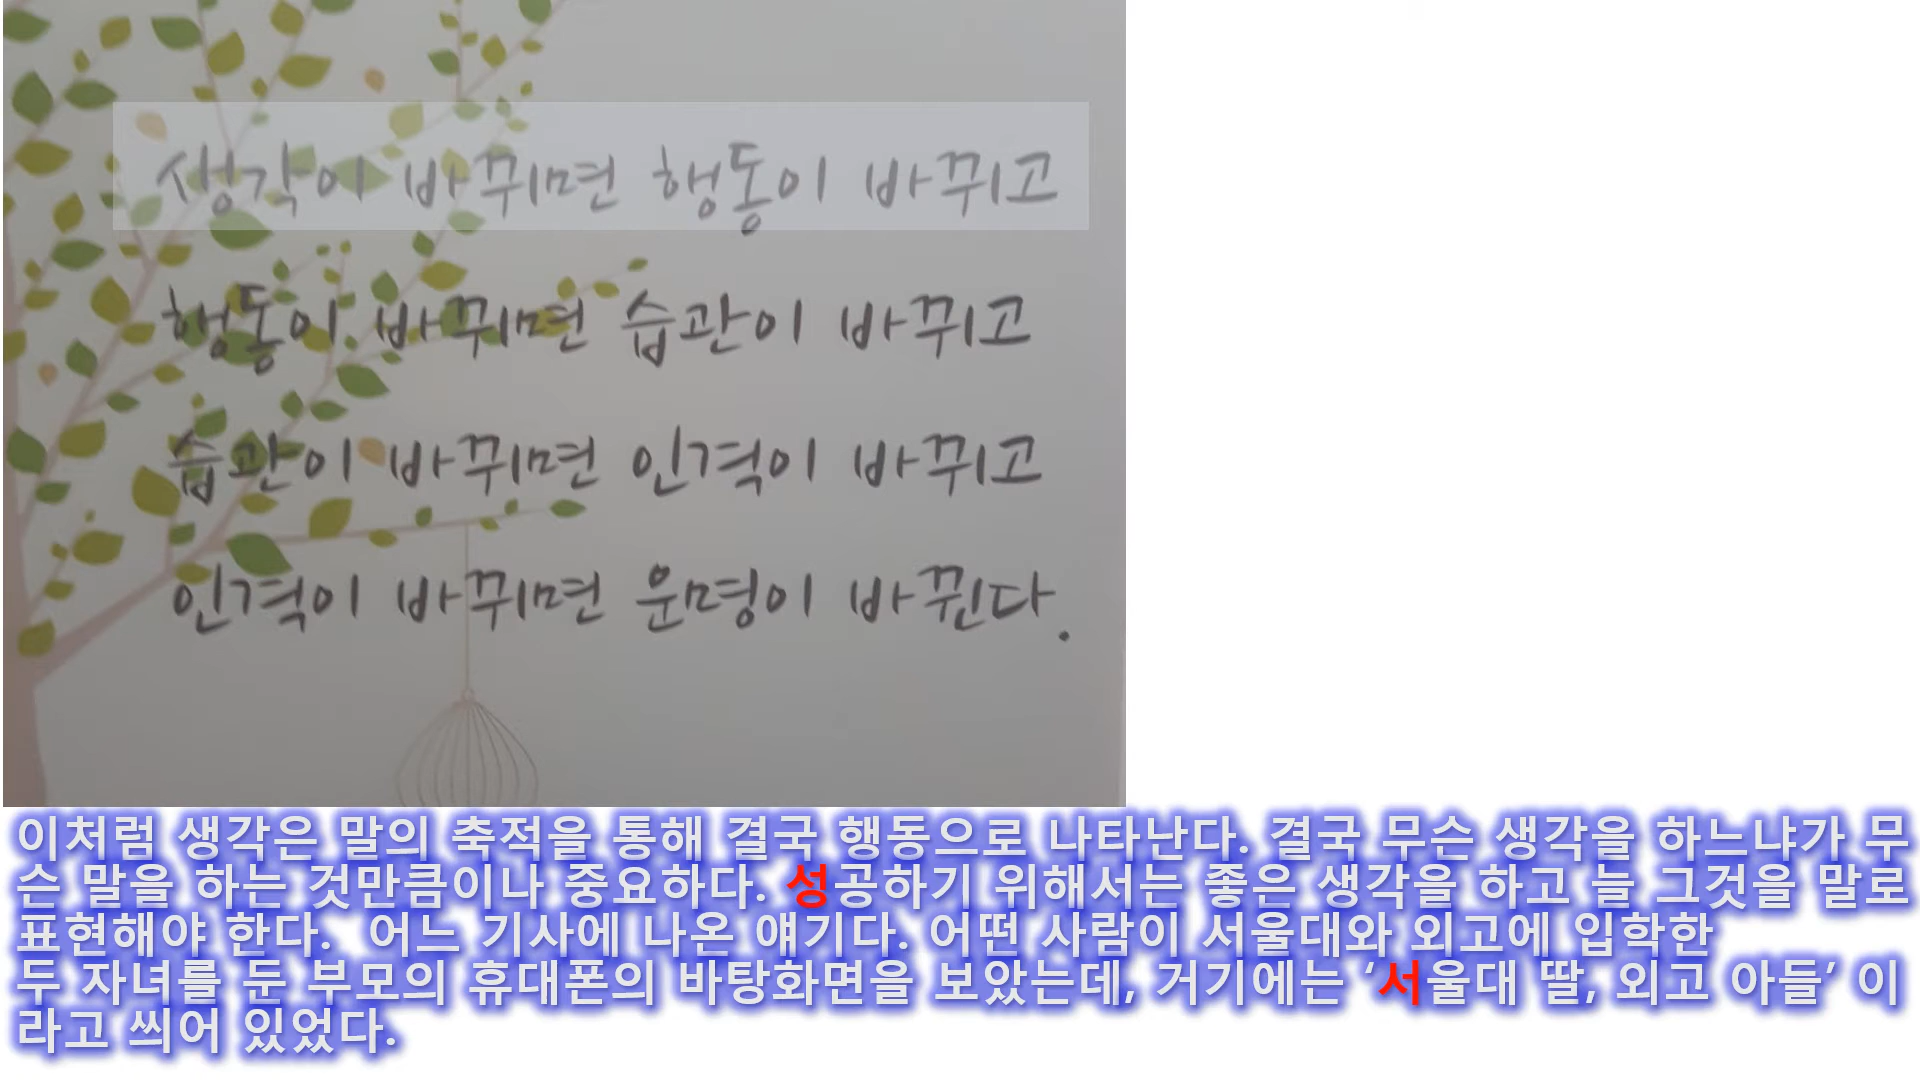 생각이 바뀌면 행동이 바뀌고
행동이 바뀌면 습관이 바뀌고
습관이 바뀌면 인격이 바뀌고
인격이 바뀌면 운명이 바뀐다.
이처럼 생각은 말의 축적을 통해 결국 행동으로 나타난다. 결국 무슨 생각을 하느냐가 무
슨 말을 하는 것만큼이나 중요하다. 성공하기 위해서는 좋은 생각을 하고 늘 그것을 말로
표현해야 한다.  어느 기사에 나온 얘기다. 어떤 사람이 서울대와 외고에 입학한
두 자녀를 둔 부모의 휴대폰의 바탕화면을 보았는데, 거기에는 ‘서울대 딸, 외고 아들’ 이
라고 씌어 있었다.